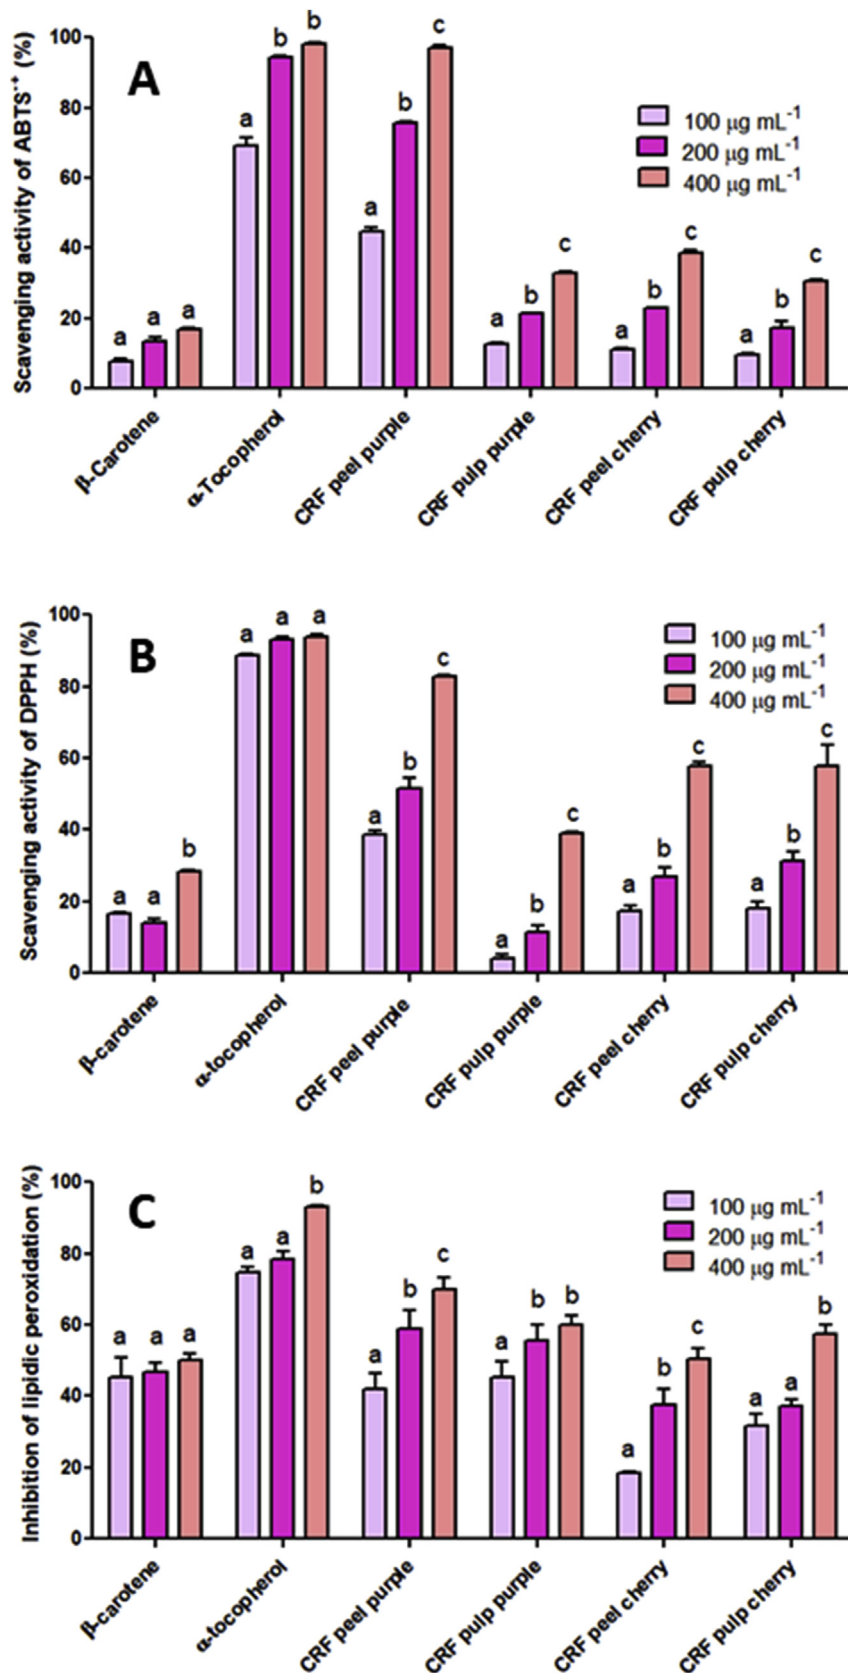 Scavenging activity of ABTS·+ (%)
A
100
80
60
40
20
0
100 μg mL-1
200 μg mL-1
400 μg mL-1
a a a
a b b
a b c
a b c
a b c
a b c
β-Carotene
α-Tocopherol
CRF peel purple
CRF pulp purple
CRF peel cherry
CRF pulp cherry
Scavenging activity of DPPH (%)
B
100
80
60
40
20
0
100 μg mL-1
200 μg mL-1
400 μg mL-1
a a b
a a a
a b c
a b c
a b c
a b c
β-carotene
α-tocopherol
CRF peel purple
CRF pulp purple
CRF peel cherry
CRF pulp cherry
Inhibition of lipidic peroxidation (%)
C
100
80
60
40
20
0
100 μg mL-1
200 μg mL-1
400 μg mL-1
a a a
a a b
a b c
a b b
a b c
a a b
β-carotene
α-tocopherol
CRF peel purple
CRF pulp purple
CRF peel cherry
CRF pulp cherry